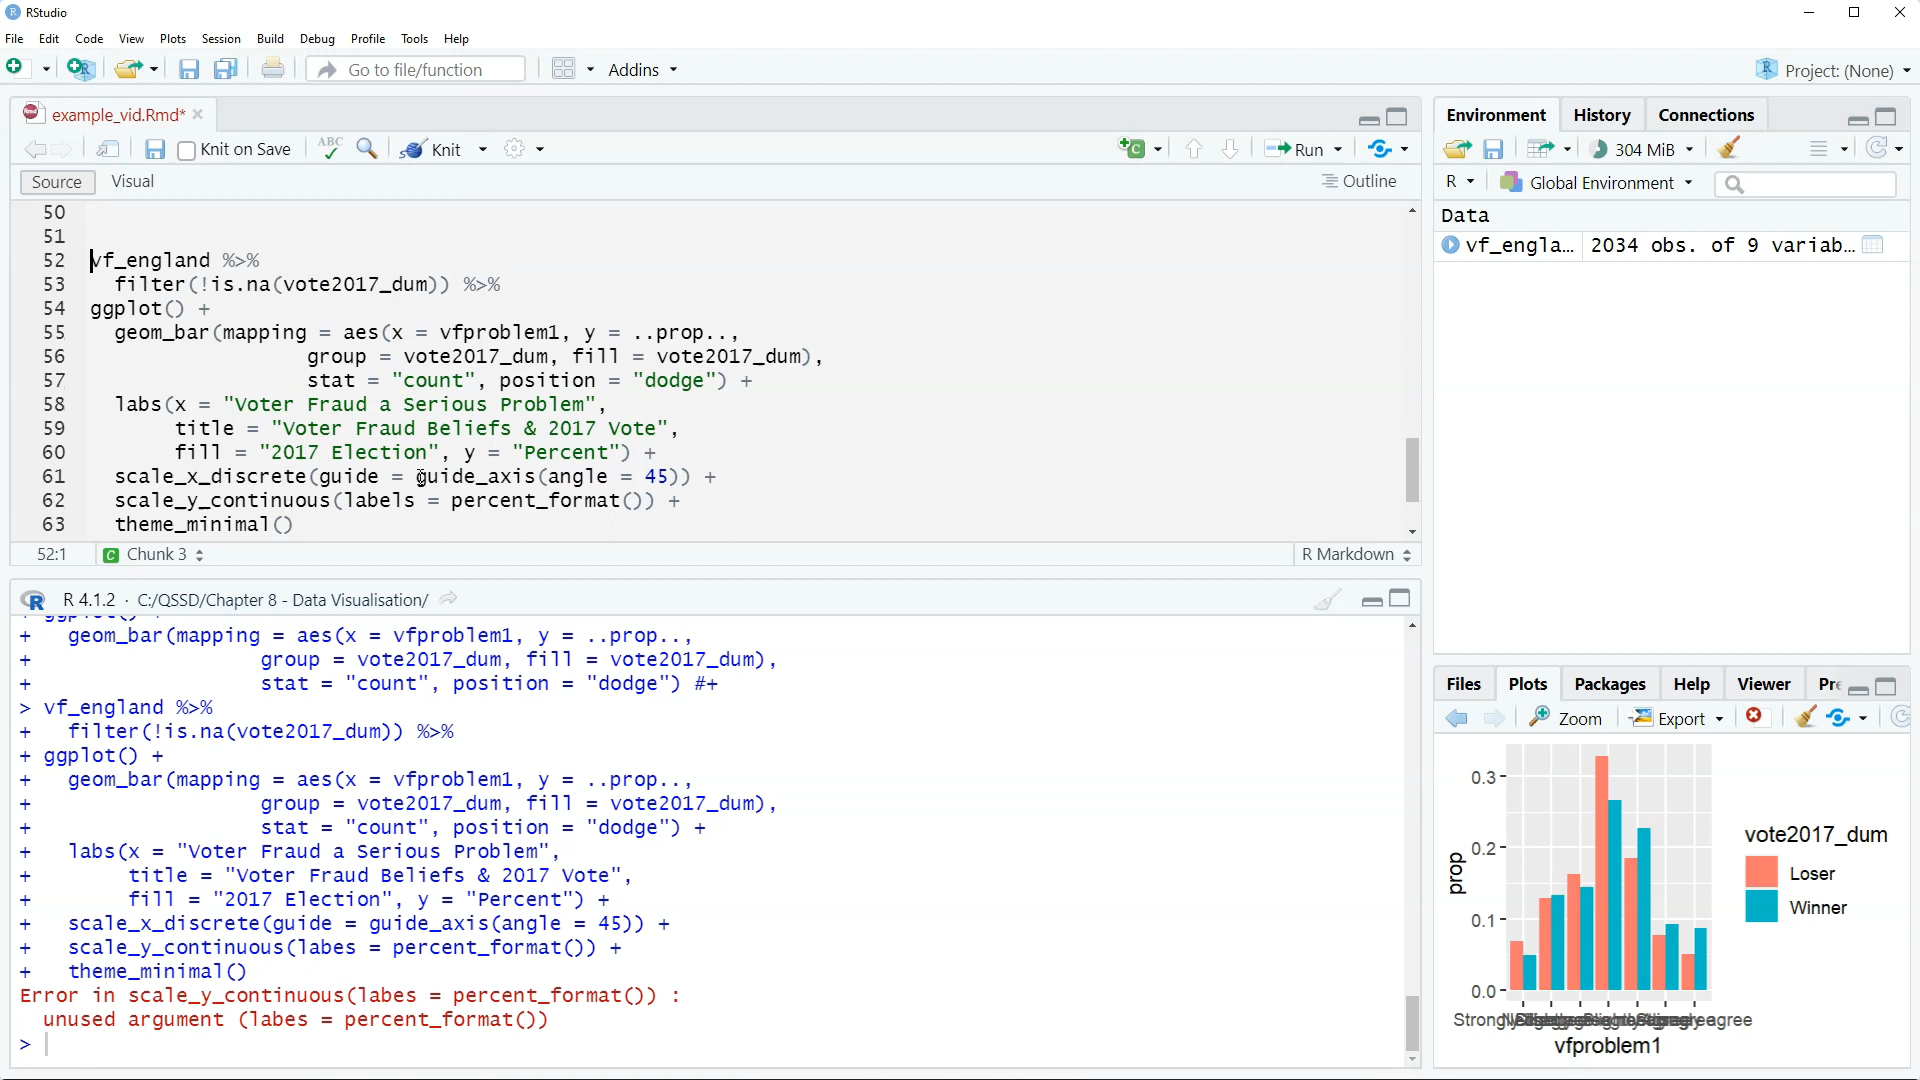 RStudio
File Edit Code View Plots Session Build Debug Profile Tools Help
Go to file/function Addins Project: (None)
example_vid.Rmd*
Knit on Save ABC Knit Run
Source Visual Outline
50
51
52 vf_england %>%
53 filter(!is.na(vote2017_dum)) %>%
54 ggplot() +
55 geom_bar(mapping = aes(x = vfproblem1, y = ..prop..,
56 group = vote2017_dum, fill = vote2017_dum),
57 stat = "count", position = "dodge") +
58 labs(x = "Voter Fraud a Serious Problem",
59 title = "Voter Fraud Beliefs & 2017 Vote",
60 fill = "2017 Election", y = "Percent") +
61 scale_x_discrete(guide = guide_axis(angle = 45)) +
62 scale_y_continuous(labels = percent_format()) +
63 theme_minimal()
52:1 Chunk 3 R Markdown
R 4.1.2 · C:/QSSD/Chapter 8 - Data Visualisation/
+ ggplot() +
+ geom_bar(mapping = aes(x = vfproblem1, y = ..prop..,
+ group = vote2017_dum, fill = vote2017_dum),
+ stat = "count", position = "dodge") #+
> vf_england %>%
+ filter(!is.na(vote2017_dum)) %>%
+ ggplot() +
+ geom_bar(mapping = aes(x = vfproblem1, y = ..prop..,
+ group = vote2017_dum, fill = vote2017_dum),
+ stat = "count", position = "dodge") +
+ labs(x = "Voter Fraud a Serious Problem",
+ title = "Voter Fraud Beliefs & 2017 Vote",
+ fill = "2017 Election", y = "Percent") +
+ scale_x_discrete(guide = guide_axis(angle = 45)) +
+ scale_y_continuous(labes = percent_format()) +
+ theme_minimal()
Error in scale_y_continuous(labes = percent_format()) :
unused argument (labes = percent_format())
>
Environment History Connections
304 MiB
R Global Environment
Data
vf_engla… 2034 obs. of 9 variab…
Files Plots Packages Help Viewer Pre
Zoom Export
0.3
0.2
0.1
0.0
prop
vfproblem1
vote2017_dum
Loser
Winner